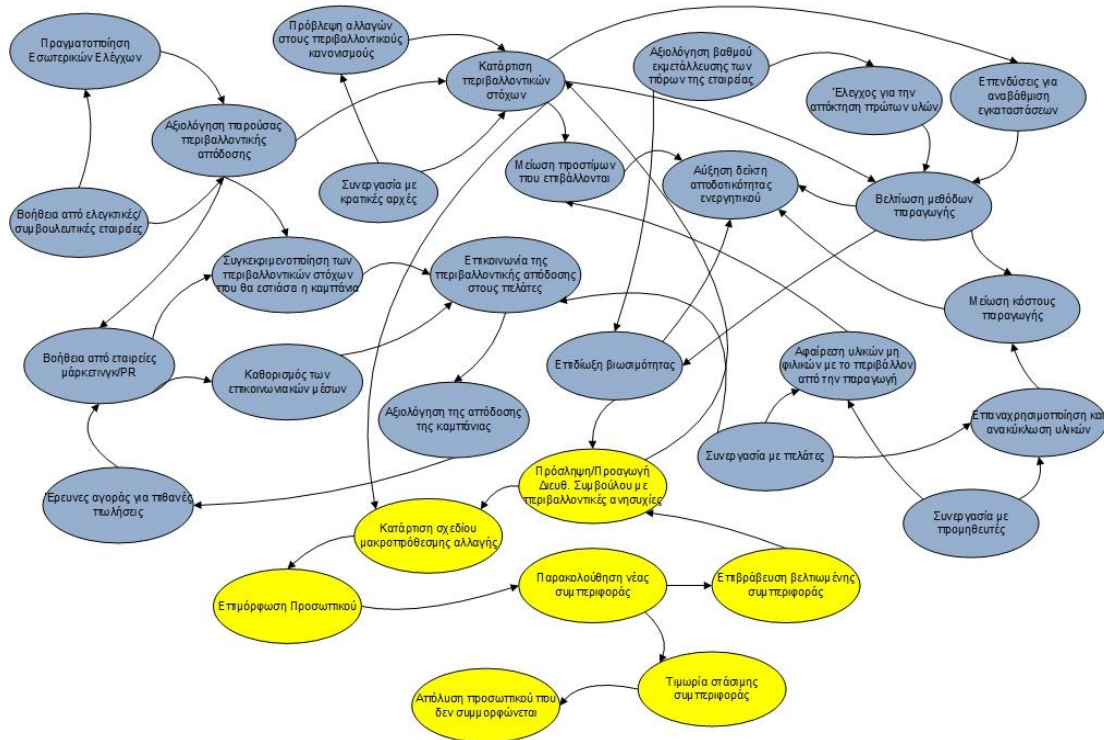 Πραγματοποίηση
Εσωτερικών Ελέγχων
Πρόβλεψη αλλαγών
στους περιβαλλοντικούς
κανονισμούς
Κατάρτιση
περιβαλλοντικών
στόχων
Αξιολόγηση βαθμού
εκμετάλλευσης των
πόρων της εταιρείας
Έλεγχος για την
απόκτηση πρώτων υλών
Επενδύσεις για
αναβάθμιση
εγκαταστάσεων
Αξιολόγηση παρούσας
περιβαλλοντικής
απόδοσης
Συνεργασία με
κρατικές αρχές
Μείωση προστίμων
που επιβάλλονται
Αύξηση δείκτη
αποδοτικότητας
ενεργητικού
Βελτίωση μεθόδων
παραγωγής
Βοήθεια από ελεγκτικές/
συμβουλευτικές εταιρείες
Συγκεκριμενοποίηση των
περιβαλλοντικών στόχων
που θα εστιάσει η καμπάνια
Επικοινωνία της
περιβαλλοντικής απόδοσης
στους πελάτες
Μείωση κόστους
παραγωγής
Βοήθεια από εταιρείες
μάρκετινγκ/PR
Καθορισμός των
επικοινωνιακών μέσων
Επιδίωξη βιωσιμότητας
Αφαίρεση υλικών μη
φιλικών με το περιβάλλον
από την παραγωγή
Αξιολόγηση της απόδοσης
της καμπάνιας
Επαναχρησιμοποίηση και
ανακύκλωση υλικών
Συνεργασία με πελάτες
Πρόσληψη/Προαγωγή
Διευθ. Συμβούλου με
περιβαλλοντικές ανησυχίες
Έρευνες αγοράς για πιθανές
πωλήσεις
Συνεργασία με
προμηθευτές
Κατάρτιση σχεδίου
μακροπρόθεσμης αλλαγής
Επιμόρφωση Προσωπικού
Παρακολούθηση νέας
συμπεριφοράς
Επιβράβευση βελτιωμένης
συμπεριφοράς
Τιμωρία στάσιμης
συμπεριφοράς
Απόλυση προσωπικού που
δεν συμμορφώνεται